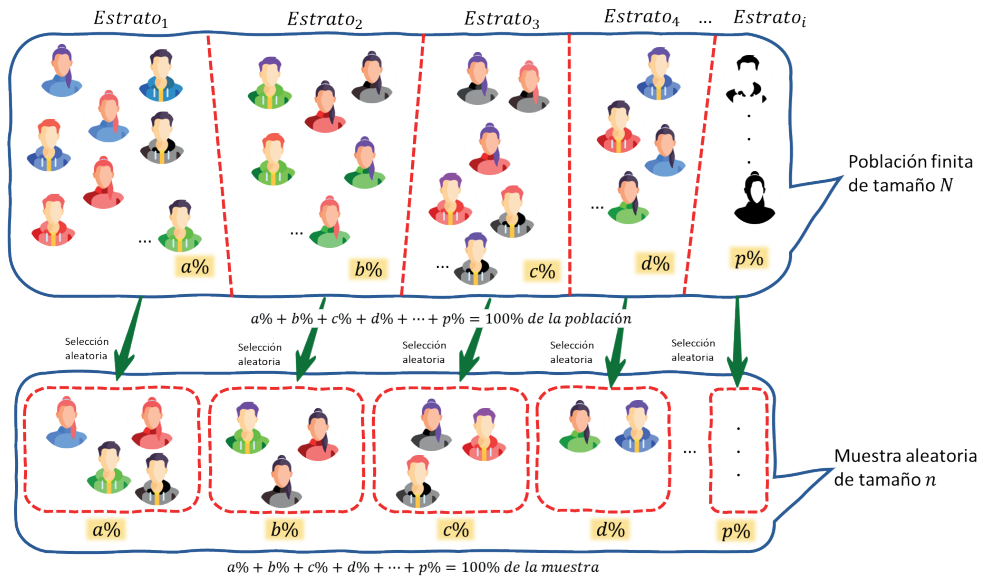 Estrato₁ Estrato₂ Estrato₃ Estrato₄ ... Estratoᵢ
Población finita
de tamaño N
...
...
...
...
a% b% c% d% p%
a% + b% + c% + d% + ⋯ + p% = 100% de la población
Selección
aleatoria
Selección
aleatoria
Selección
aleatoria
Selección
aleatoria
Selección
aleatoria
...
Muestra aleatoria
de tamaño n
a% b% c% d% p%
a% + b% + c% + d% + ⋯ + p% = 100% de la muestra